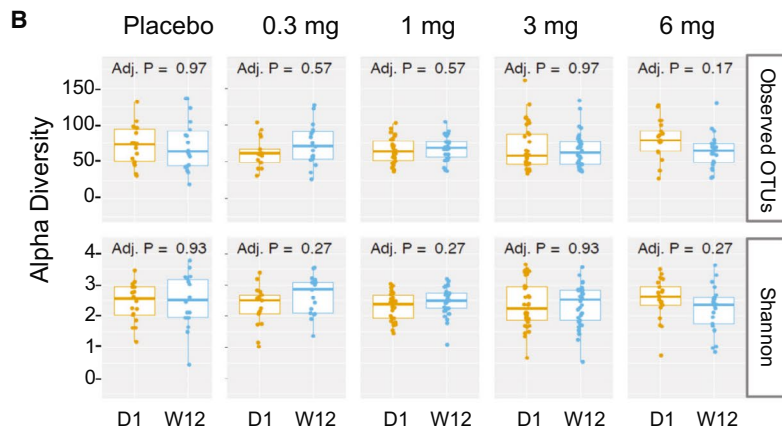 B
Placebo 0.3 mg 1 mg 3 mg 6 mg
Adj. P = 0.97 Adj. P = 0.57 Adj. P = 0.57 Adj. P = 0.97 Adj. P = 0.17
150
100
50
0
Observed OTUs
Alpha Diversity
Adj. P = 0.93 Adj. P = 0.27 Adj. P = 0.27 Adj. P = 0.93 Adj. P = 0.27
4
3
2
1
0
Shannon
D1 W12 D1 W12 D1 W12 D1 W12 D1 W12